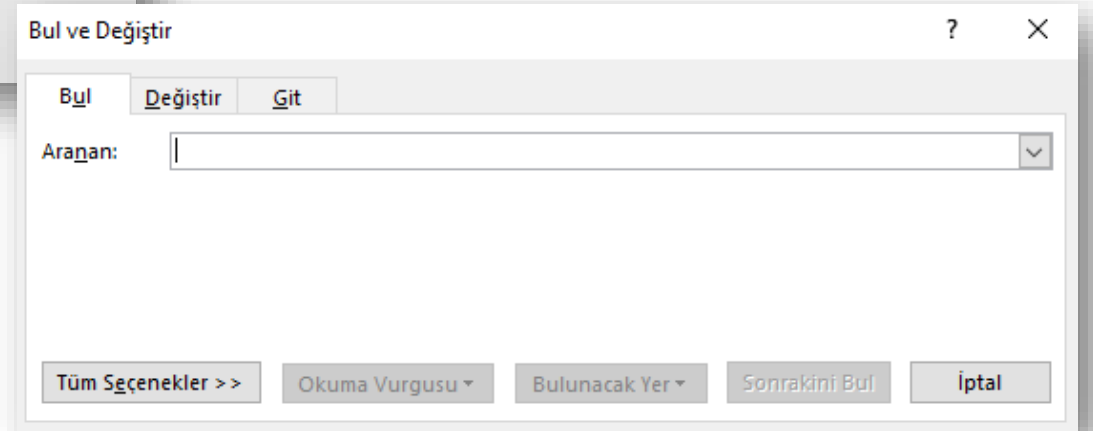 Bul ve Değiştir ?
Bul Değiştir Git
Aranan:
Tüm Seçenekler >> Okuma Vurgusu Bulunacak Yer Sonrakini Bul İptal